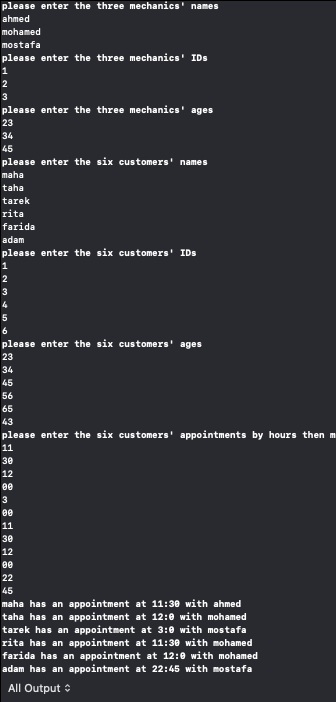 please enter the three mechanics' names
ahmed
mohamed
mostafa
please enter the three mechanics' IDs
1
2
3
please enter the three mechanics' ages
23
34
45
please enter the six customers' names
maha
taha
tarek
rita
farida
adam
please enter the six customers' IDs
1
2
3
4
5
6
please enter the six customers' ages
23
34
45
56
65
43
please enter the six customers' appointments by hours then m
11
30
12
00
3
00
11
30
12
00
22
45
maha has an appointment at 11:30 with ahmed
taha has an appointment at 12:0 with mohamed
tarek has an appointment at 3:0 with mostafa
rita has an appointment at 11:30 with mohamed
farida has an appointment at 12:0 with mohamed
adam has an appointment at 22:45 with mostafa
All Output